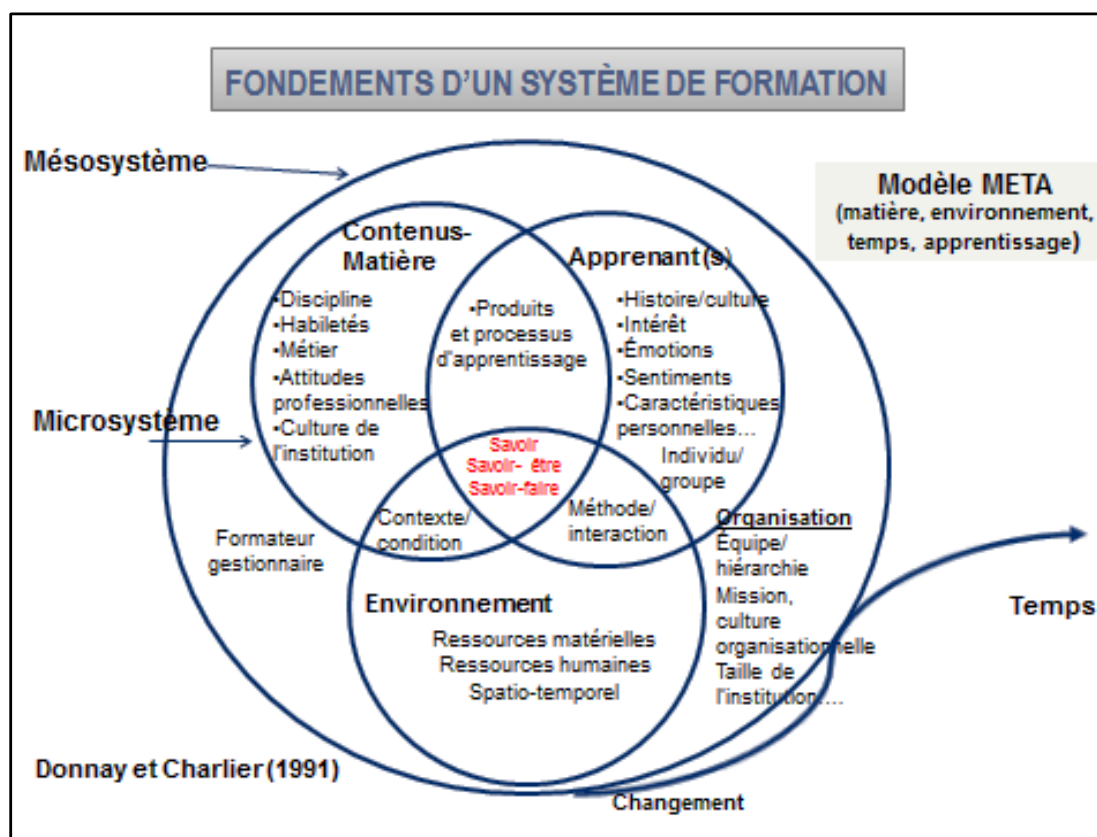 FONDEMENTS D'UN SYSTÈME DE FORMATION
Mésosystème
Modèle META
(matière, environnement,
temps, apprentissage)
Contenus-
Matière
•Discipline
•Habiletés
•Métier
•Attitudes
professionnelles
•Culture de
l'institution
•Produits
et processus
d'apprentissage
Apprenant(s)
•Histoire/culture
•Intérêt
•Émotions
•Sentiments
•Caractéristiques
personnelles…
Individu/
groupe
Microsystème
Savoir
Savoir- être
Savoir-faire
Contexte/
condition
Méthode/
interaction
Formateur
gestionnaire
Organisation
Équipe/
hiérarchie
Mission,
culture
organisationnelle
Taille de
l'institution….
Environnement
Ressources matérielles
Ressources humaines
Spatio-temporel
Temps
Donnay et Charlier (1991)
Changement